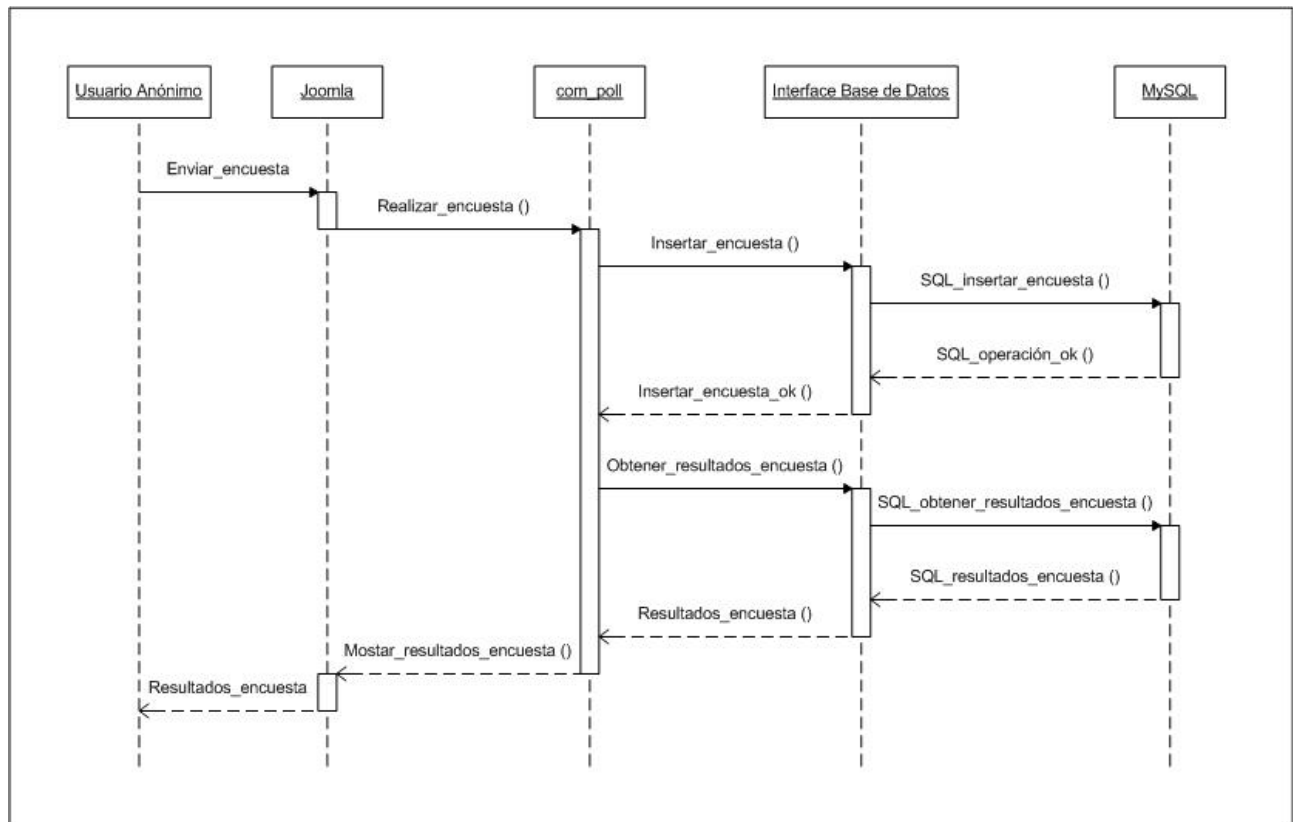 Usuario Anónimo
Joomla
com_poll
Interface Base de Datos
MySQL
Enviar_encuesta
Realizar_encuesta ()
Insertar_encuesta ()
SQL_insertar_encuesta ()
SQL_operación_ok ()
Insertar_encuesta_ok ()
Obtener_resultados_encuesta ()
SQL_obtener_resultados_encuesta ()
SQL_resultados_encuesta ()
Resultados_encuesta ()
Mostar_resultados_encuesta ()
Resultados_encuesta